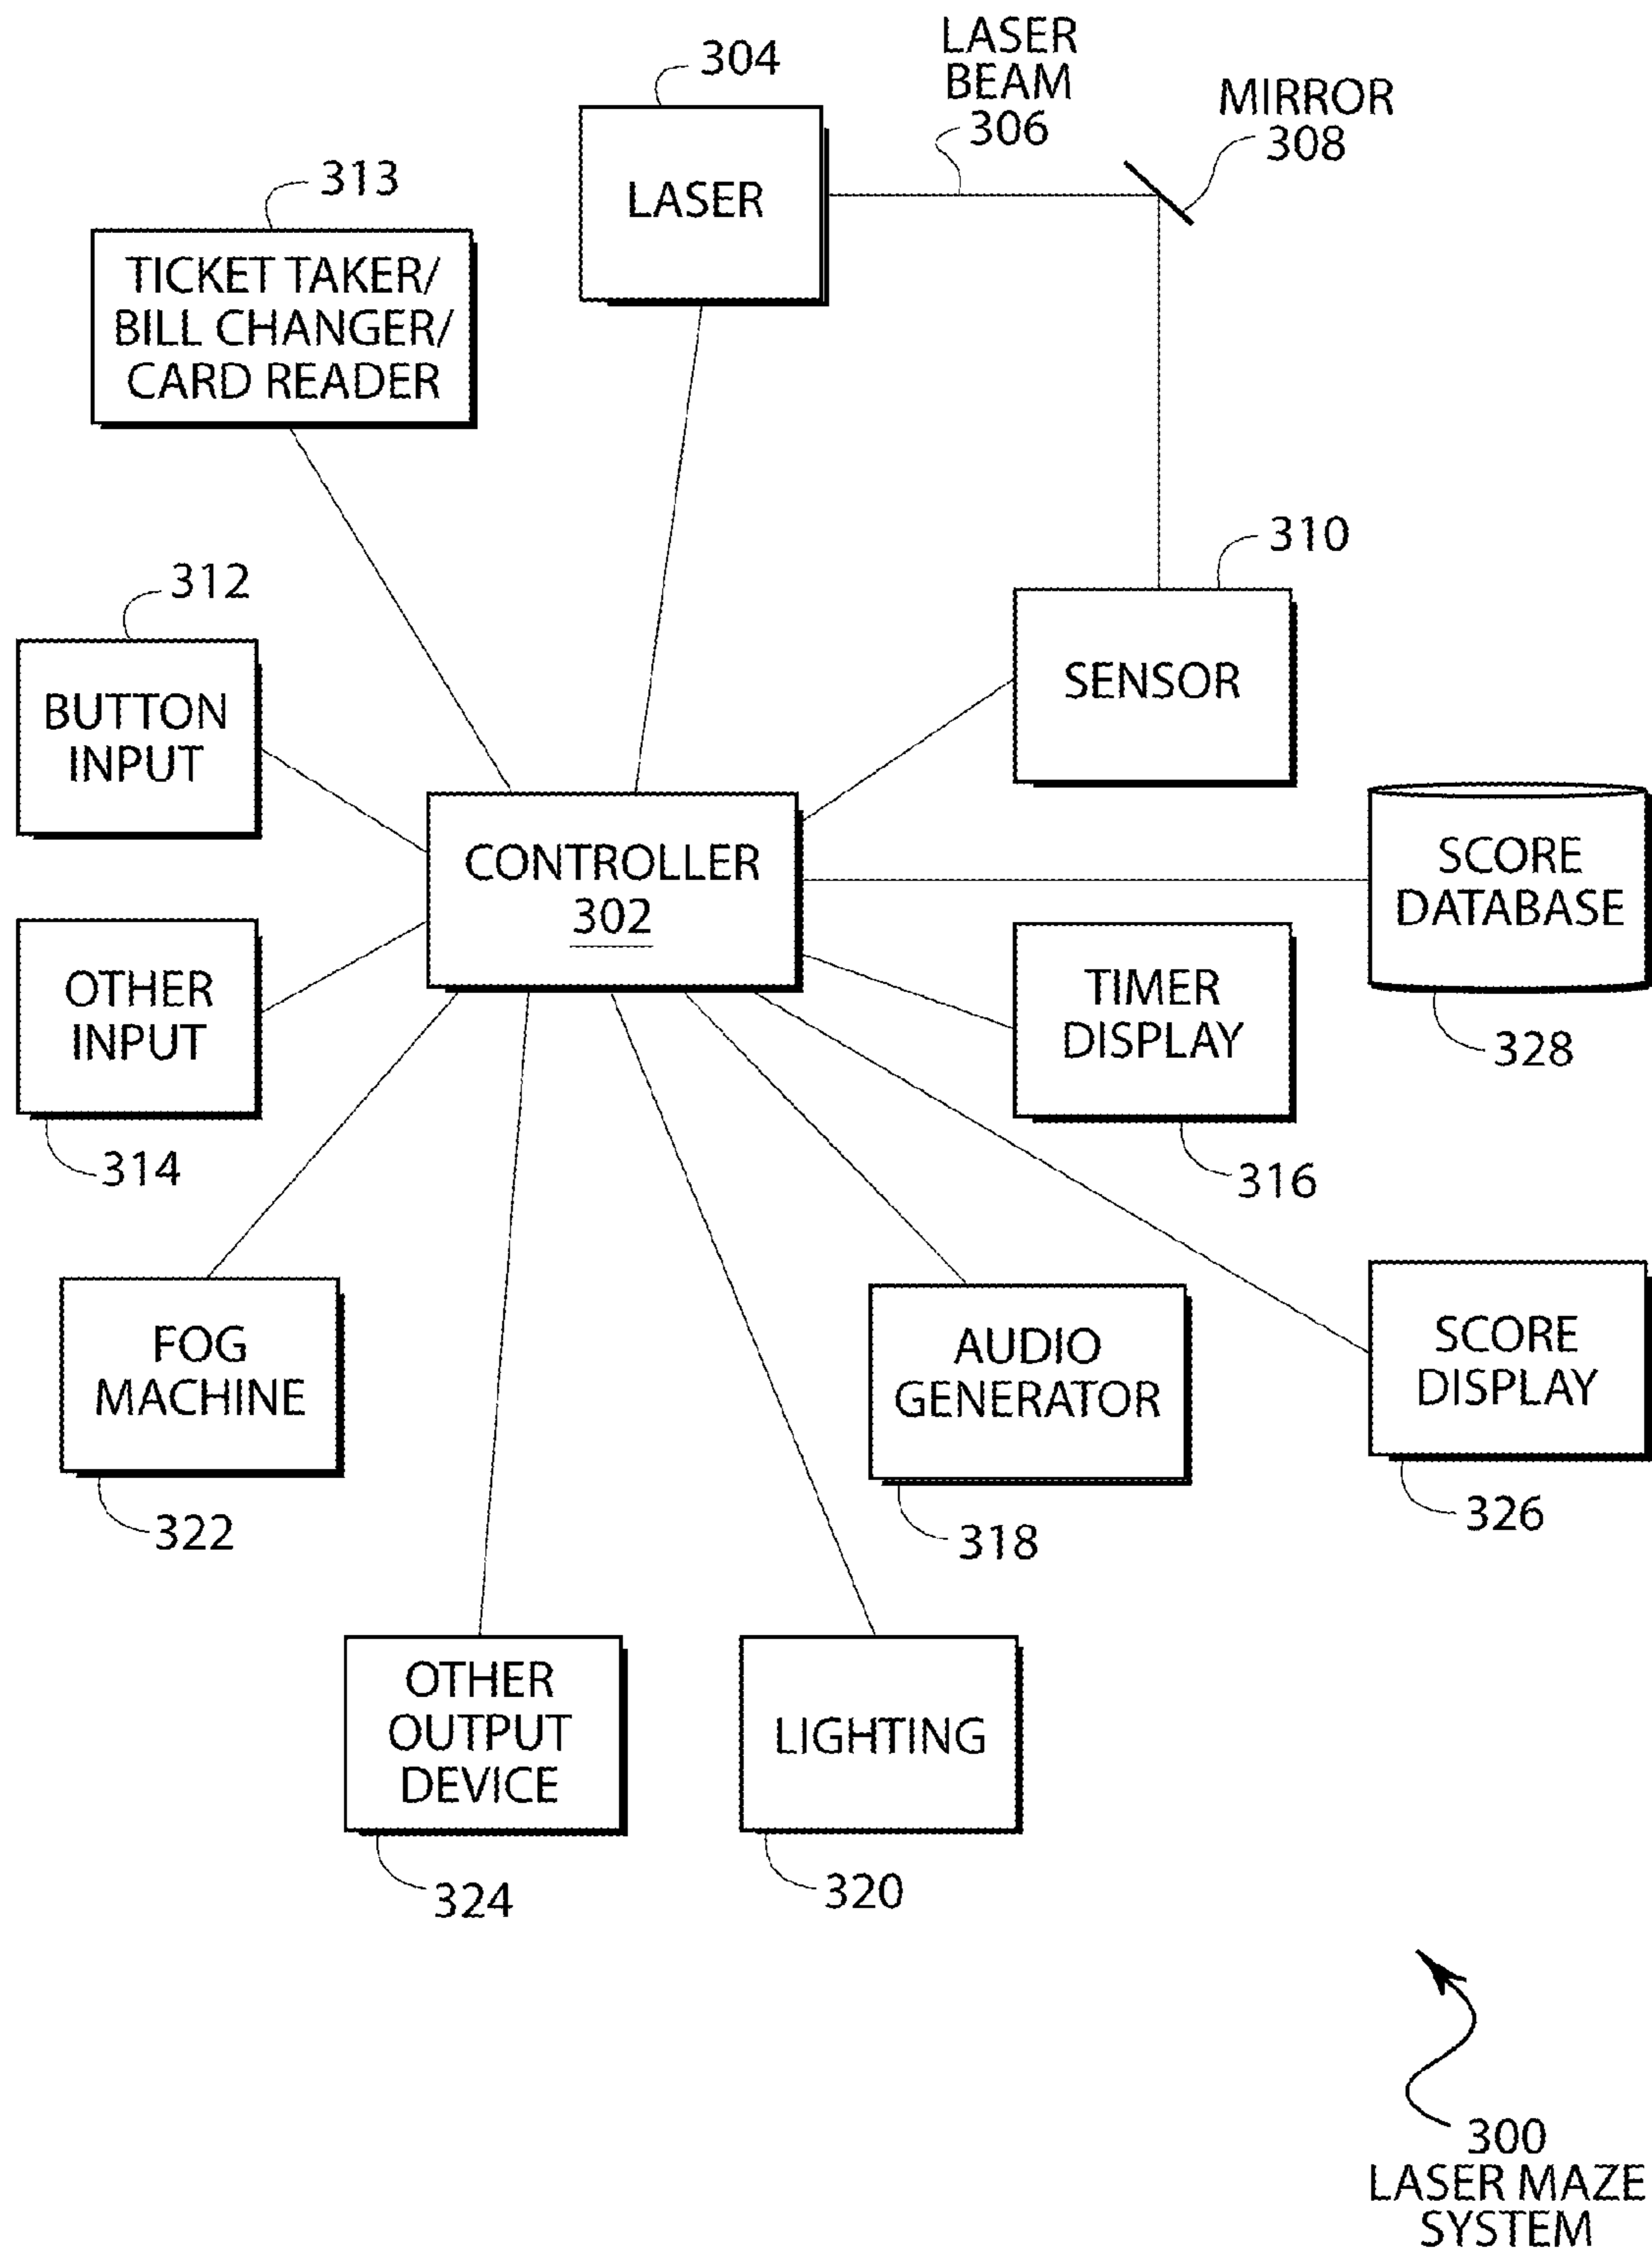 LASER
BEAM
306
304
MIRROR
308
313
LASER
TICKET TAKER/
BILL CHANGER/
CARD READER
310
312
SENSOR
BUTTON
INPUT
CONTROLLER
302
SCORE
DATABASE
OTHER
INPUT
TIMER
DISPLAY
328
314
316
FOG
MACHINE
AUDIO
GENERATOR
SCORE
DISPLAY
322
318
326
OTHER
OUTPUT
DEVICE
LIGHTING
324
320
300
LASER MAZE
SYSTEM